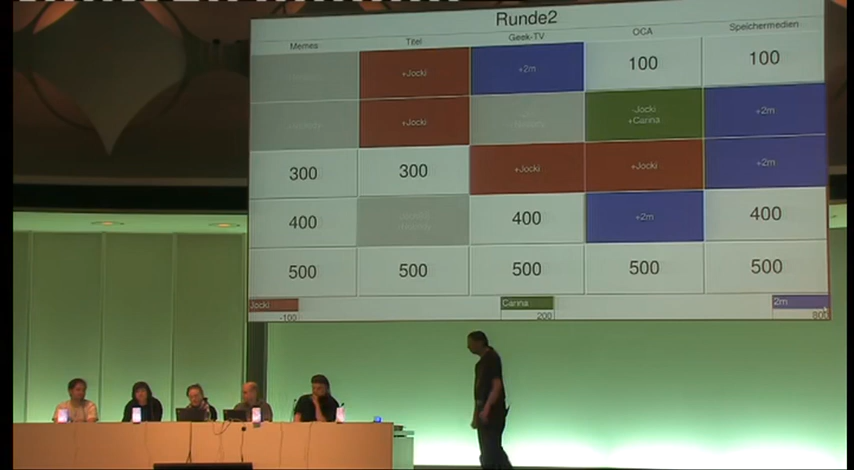 Runde2
Memes Titel Geek-TV OCA Speichermedien
+Jocki +2m 100 100
+Jocki -Jocki +2m
+Carina
300 300 +Jocki +Jocki +2m
400 400 +2m 400
500 500 500 500 500
Jocki Carina 2m
-100 200